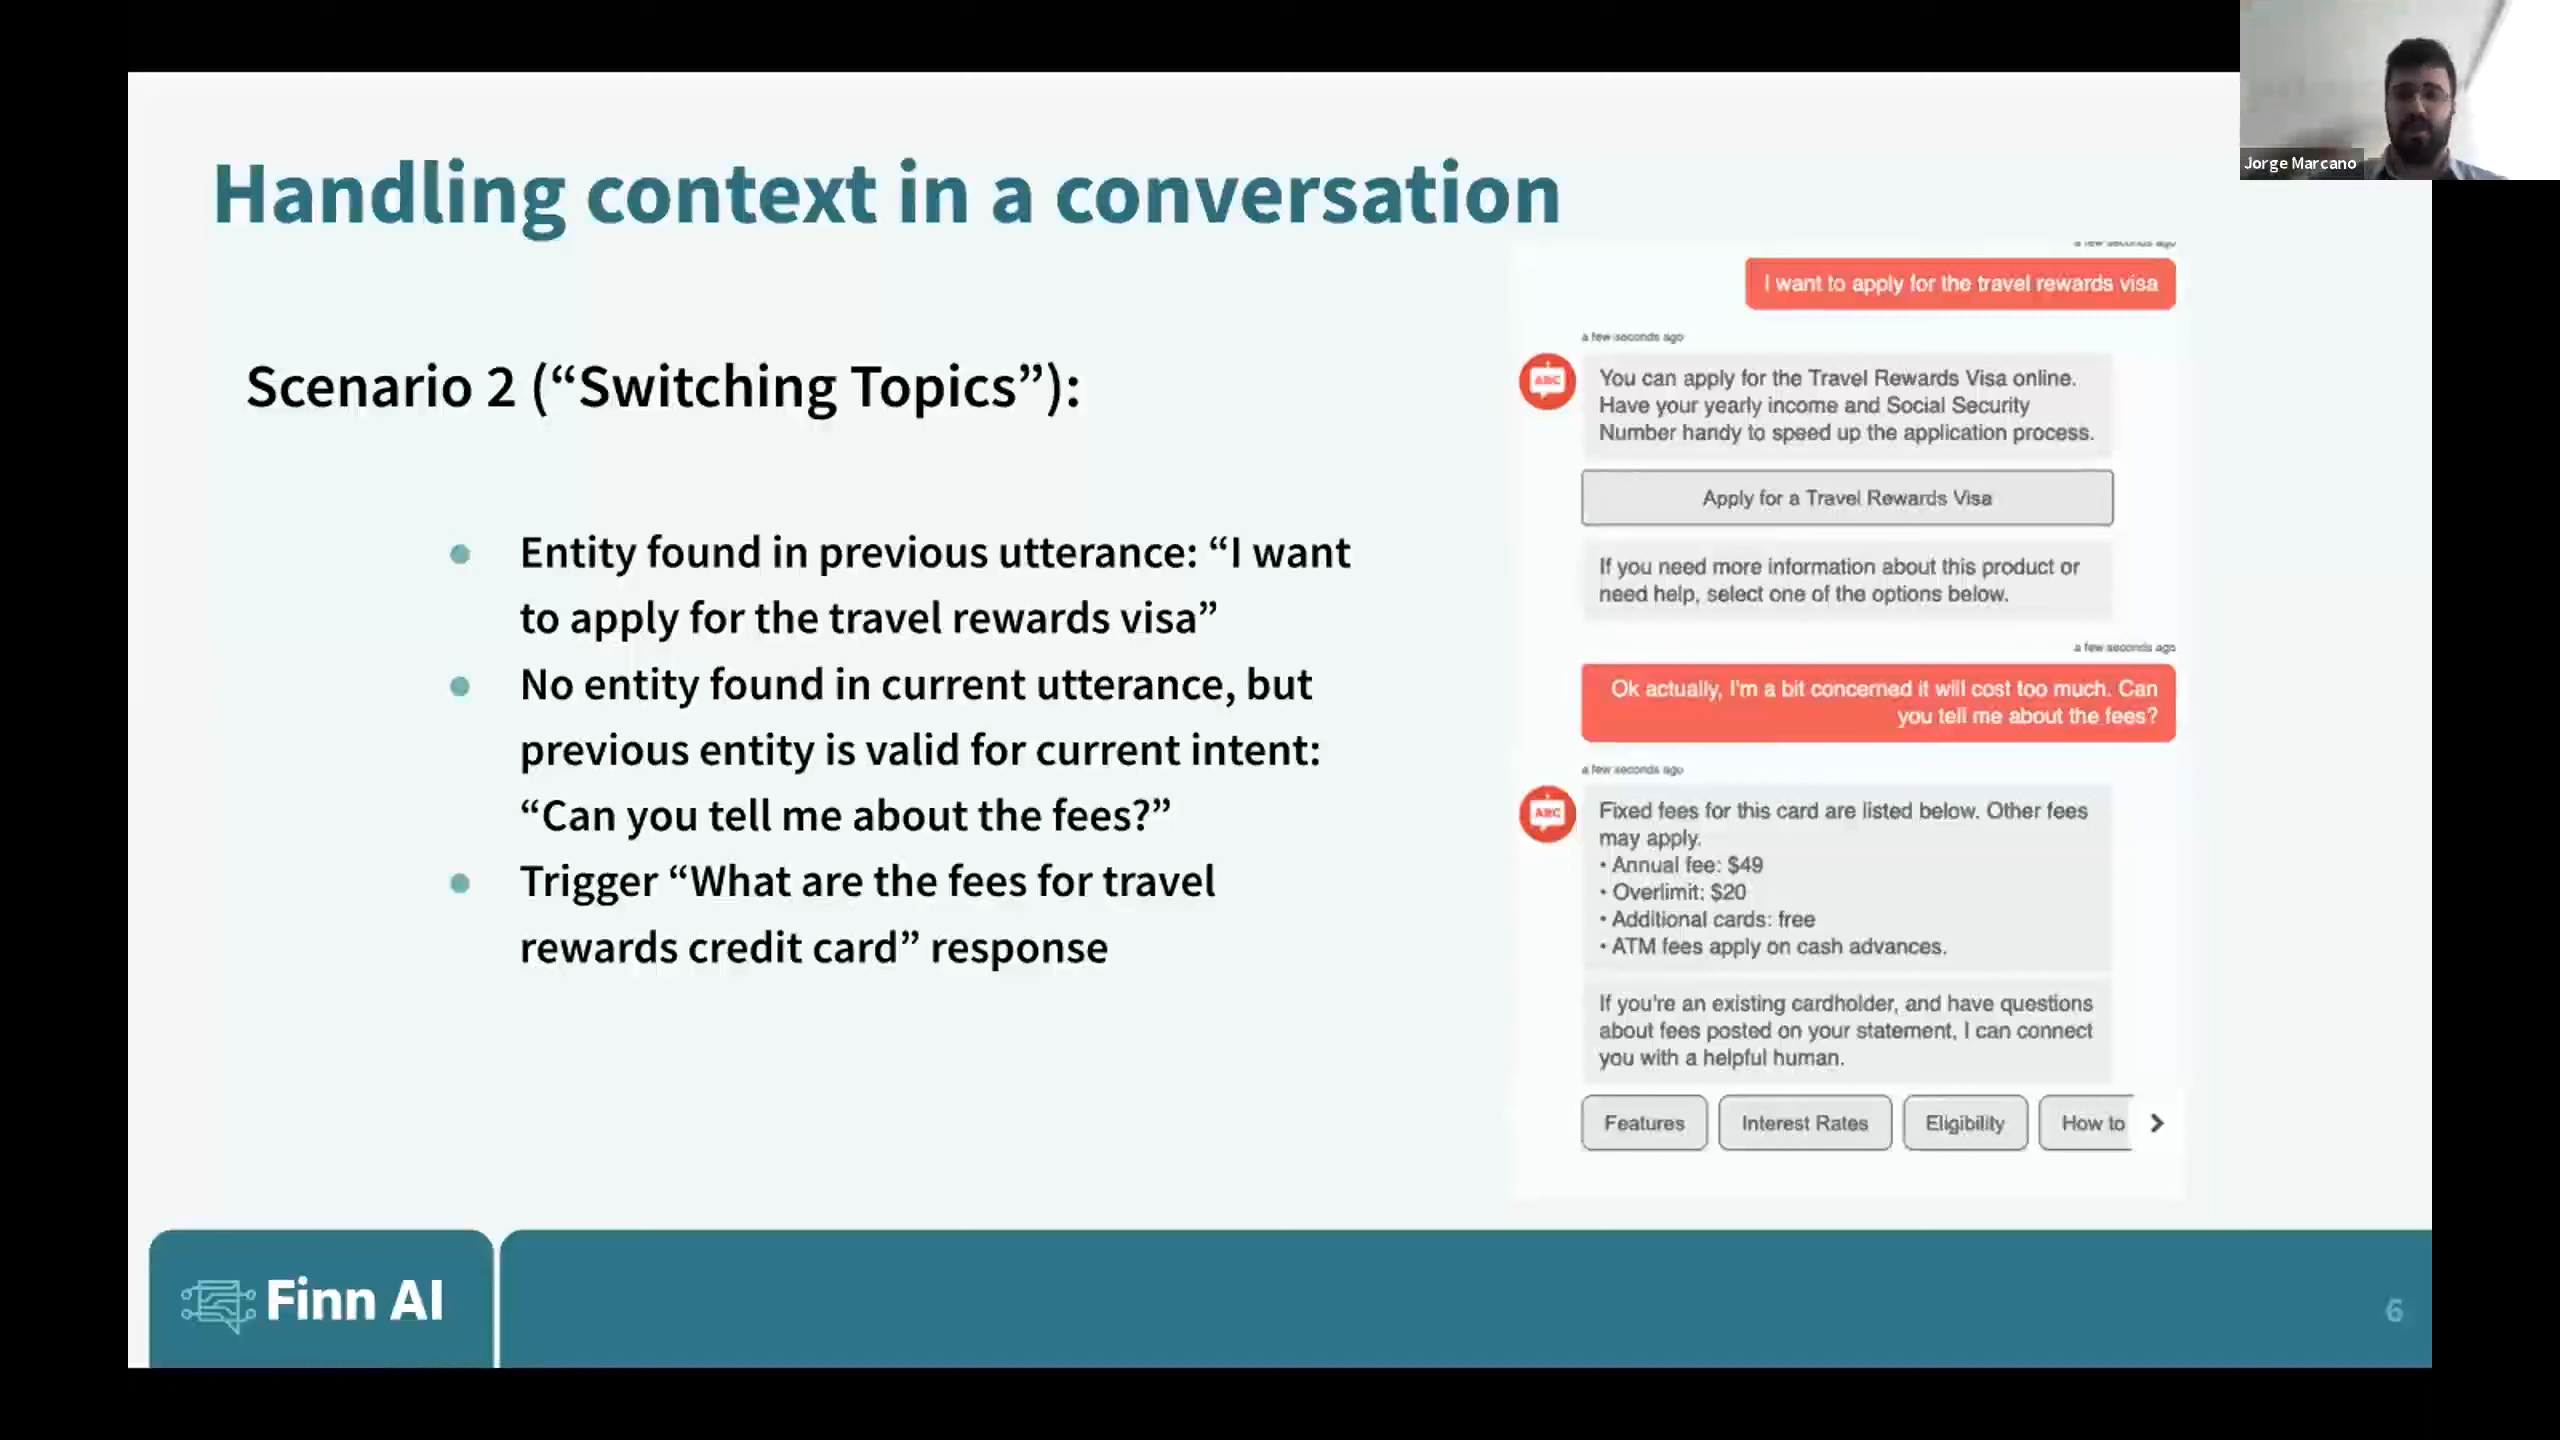 Jorge Marcano
Handling context in a conversation
Scenario 2 (“Switching Topics”):
Entity found in previous utterance: “I want
to apply for the travel rewards visa”
No entity found in current utterance, but
previous entity is valid for current intent:
“Can you tell me about the fees?”
Trigger “What are the fees for travel
rewards credit card” response
a few seconds ago
I want to apply for the travel rewards visa
a few seconds ago
ABC
You can apply for the Travel Rewards Visa online.
Have your yearly income and Social Security
Number handy to speed up the application process.
Apply for a Travel Rewards Visa
If you need more information about this product or
need help, select one of the options below.
a few seconds ago
Ok actually, I'm a bit concerned it will cost too much. Can
you tell me about the fees?
a few seconds ago
ABC
Fixed fees for this card are listed below. Other fees
may apply.
• Annual fee: $49
• Overlimit: $20
• Additional cards: free
• ATM fees apply on cash advances.
If you're an existing cardholder, and have questions
about fees posted on your statement, I can connect
you with a helpful human.
Features Interest Rates Eligibility How to
Finn AI
6